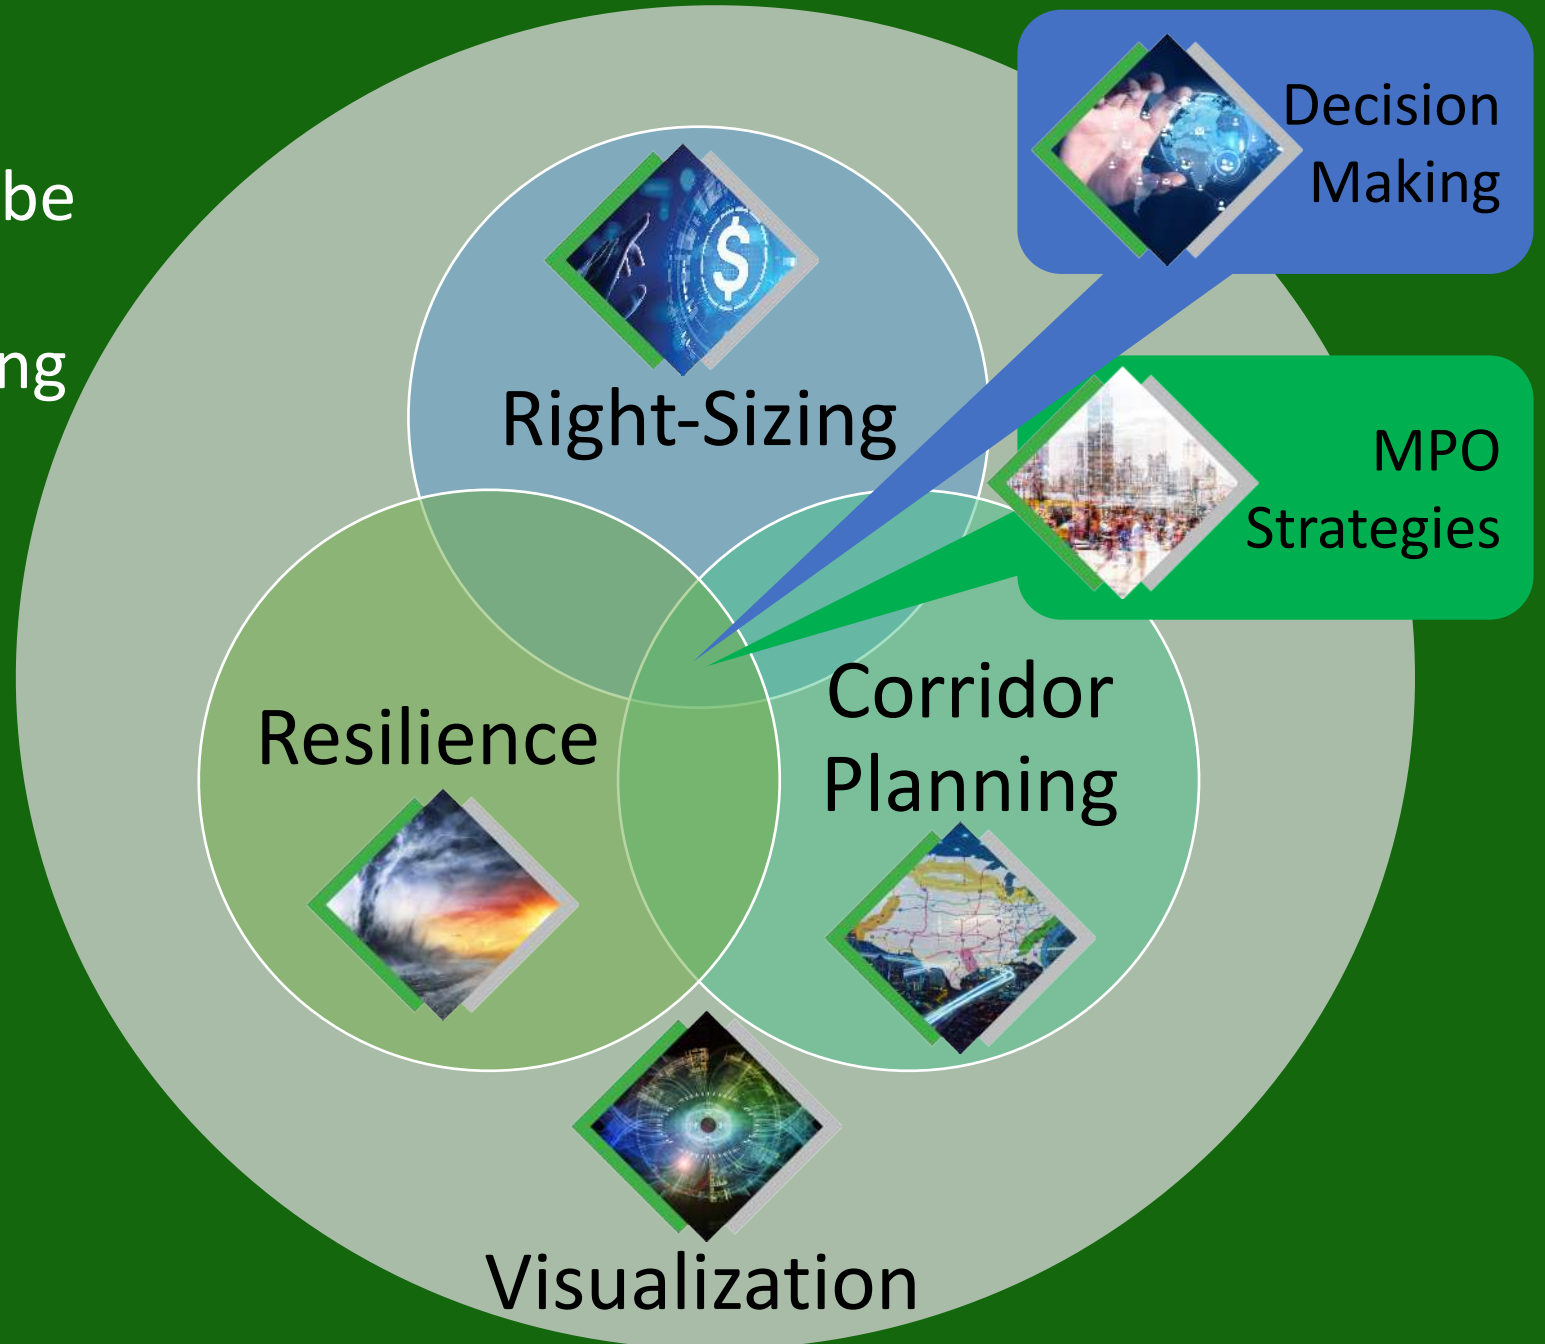 be
ng
Decision
Making
Right-Sizing
MPO
Strategies
Resilience
Corridor
Planning
Visualization